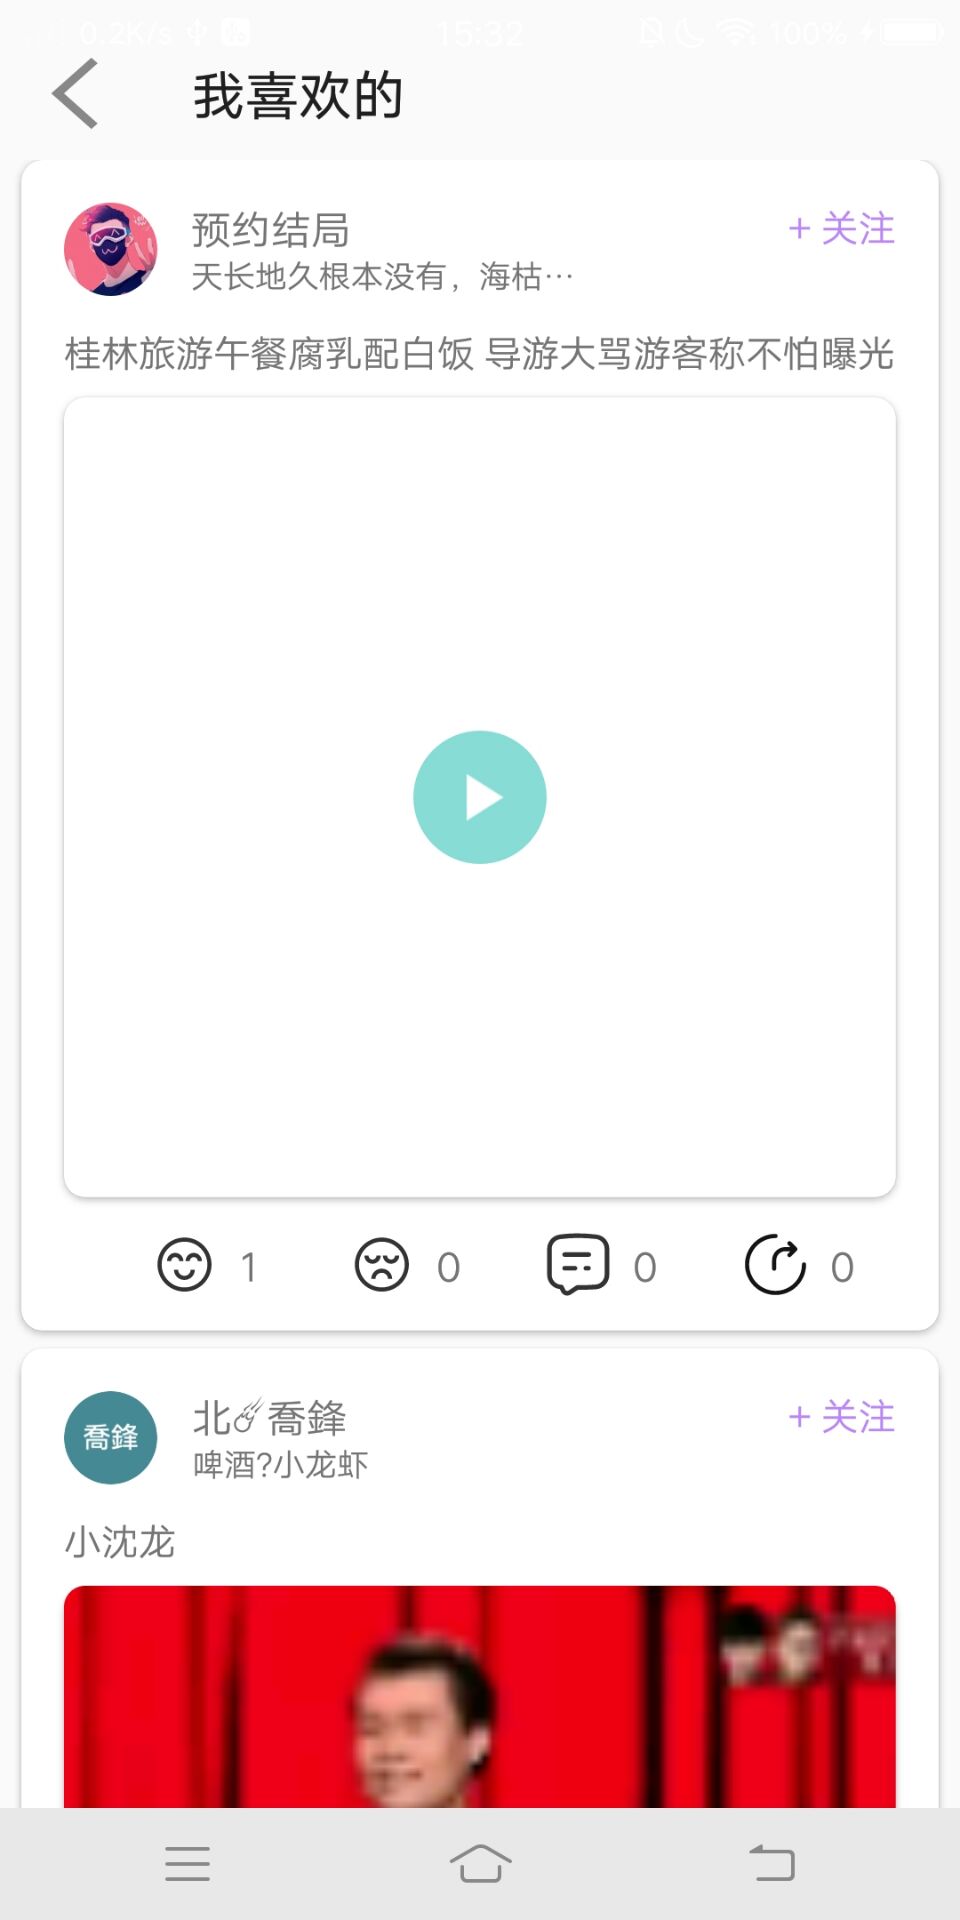 0.2K/s
15:32
100%
我喜欢的
预约结局
+ 关注
天长地久根本没有，海枯…
桂林旅游午餐腐乳配白饭 导游大骂游客称不怕曝光
1
0
0
0
喬鋒
北☄喬鋒
+ 关注
啤酒?小龙虾
小沈龙